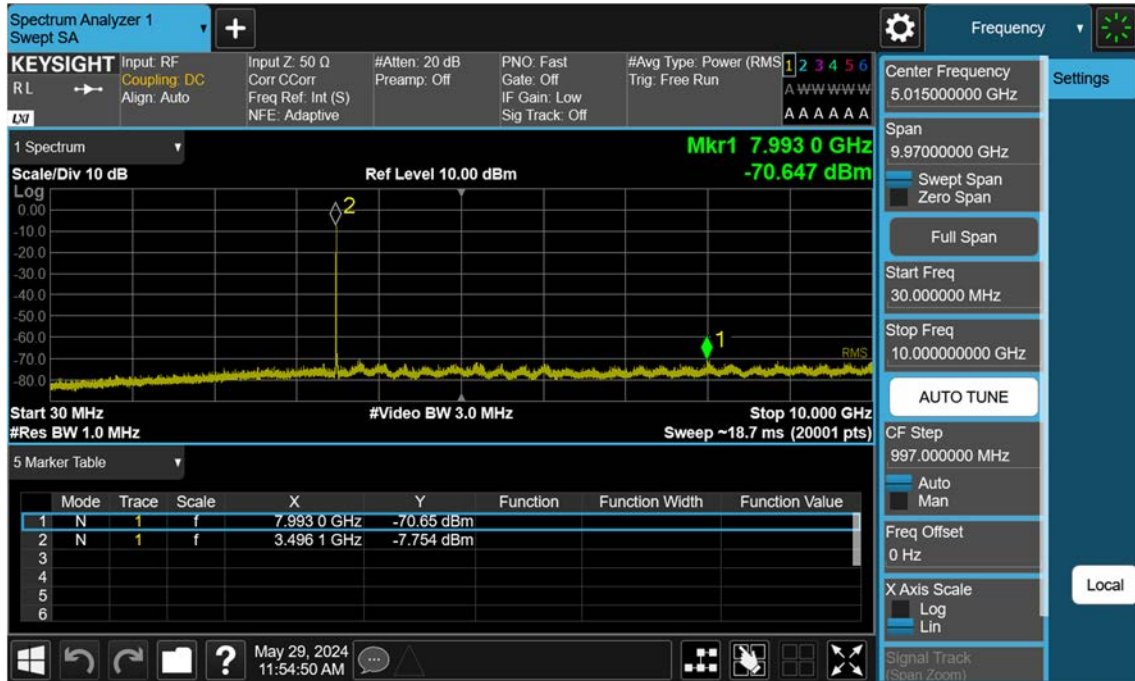 Spectrum Analyzer 1
Swept SA
+
Frequency
KEYSIGHT
RL
LXI
Input: RF
Coupling: DC
Align: Auto
Input Z: 50 Ω
Corr CCorr
Freq Ref: Int (S)
NFE: Adaptive
#Atten: 20 dB
Preamp: Off
PNO: Fast
Gate: Off
IF Gain: Low
Sig Track: Off
#Avg Type: Power (RMS
Trig: Free Run
1 2 3 4 5 6
A W W W W W
A A A A A A
1 Spectrum
Mkr1 7.993 0 GHz
-70.647 dBm
Scale/Div 10 dB
Ref Level 10.00 dBm
Log
0.00
-10.0
-20.0
-30.0
-40.0
-50.0
-60.0
-70.0
-80.0
2
1
RMS
Start 30 MHz
#Video BW 3.0 MHz
Stop 10.000 GHz
#Res BW 1.0 MHz
Sweep ~18.7 ms (20001 pts)
5 Marker Table
Mode Trace Scale X Y Function Function Width Function Value
1 N 1 f 7.993 0 GHz -70.65 dBm
2 N 1 f 3.496 1 GHz -7.754 dBm
3
4
5
6
?
May 29, 2024
11:54:50 AM
Center Frequency
5.015000000 GHz
Settings
Span
9.97000000 GHz
Swept Span
Zero Span
Full Span
Start Freq
30.000000 MHz
Stop Freq
10.000000000 GHz
AUTO TUNE
CF Step
997.000000 MHz
Auto
Man
Freq Offset
0 Hz
X Axis Scale
Log
Lin
Local
Signal Track
(Span Zoom)